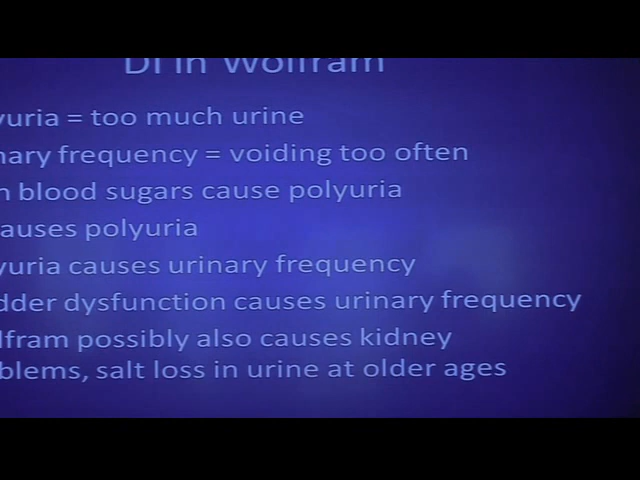 DI in Wolfram
yuria = too much urine
nary frequency = voiding too often
h blood sugars cause polyuria
auses polyuria
yuria causes urinary frequency
dder dysfunction causes urinary frequency
lfram possibly also causes kidney
blems, salt loss in urine at older ages